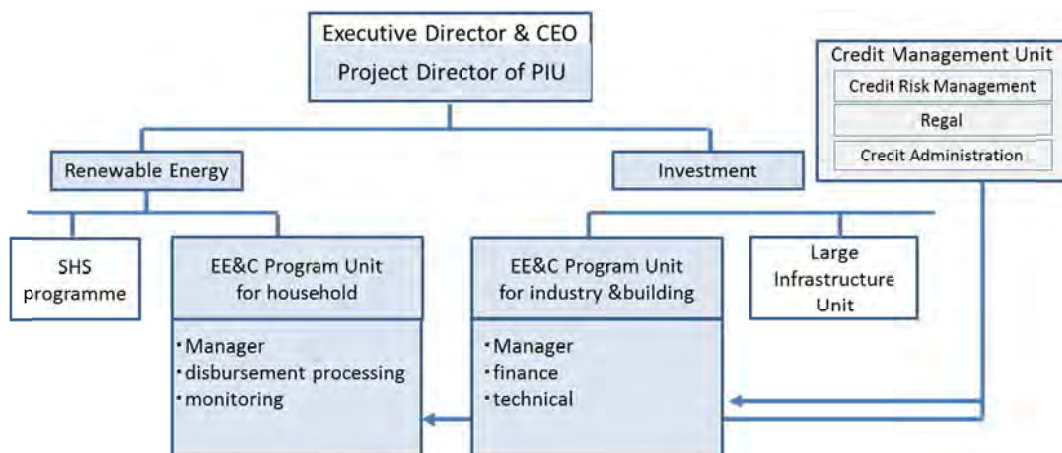 Executive Director & CEO
Project Director of PIU
Credit Management Unit
Credit Risk Management
Regal
Crecit Administration
Renewable Energy
Investment
SHS
programme
EE&C Program Unit
for household
・Manager
・disbursement processing
・monitoring
EE&C Program Unit
for industry &building
・Manager
・finance
・technical
Large
Infrastructure
Unit